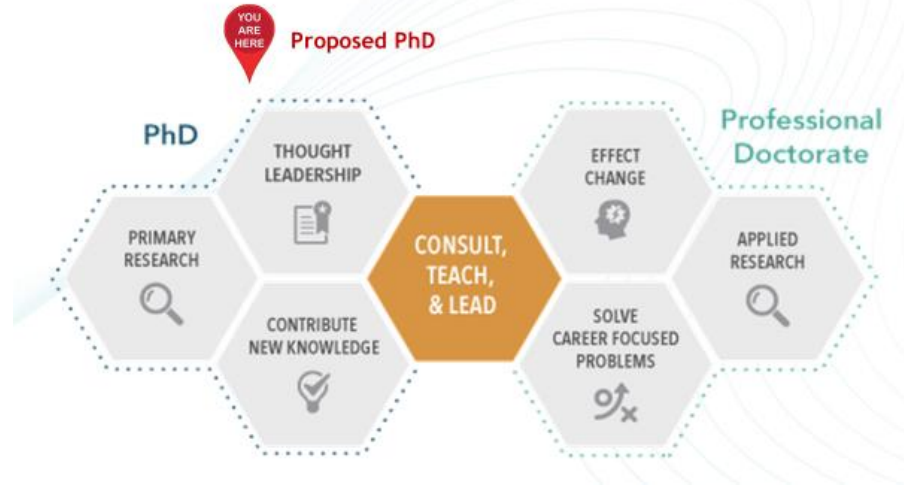 YOU
ARE
HERE
Proposed PhD
PhD
Professional
Doctorate
THOUGHT
LEADERSHIP
EFFECT
CHANGE
PRIMARY
RESEARCH
CONSULT,
TEACH,
& LEAD
APPLIED
RESEARCH
CONTRIBUTE
NEW KNOWLEDGE
SOLVE
CAREER FOCUSED
PROBLEMS